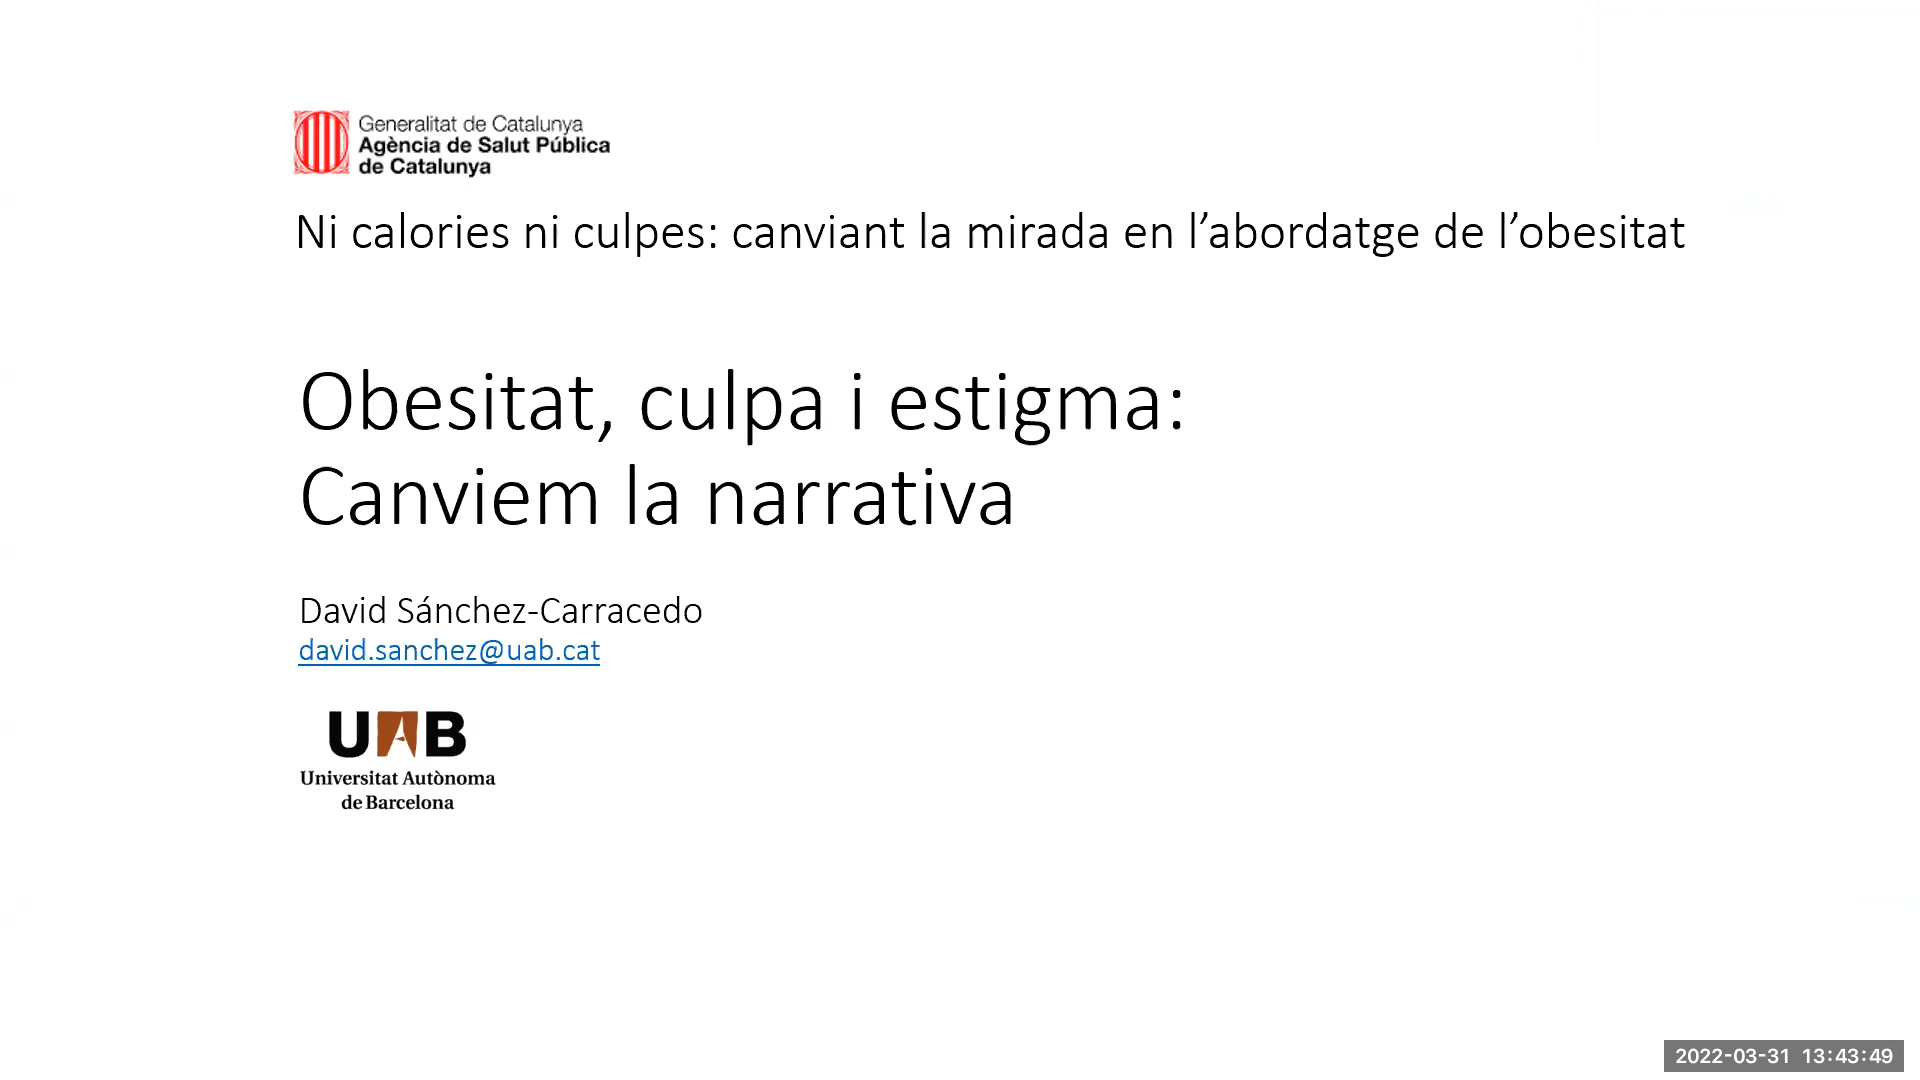 Generalitat de Catalunya
Agència de Salut Pública
de Catalunya
Ni calories ni culpes: canviant la mirada en l’abordatge de l’obesitat
Obesitat, culpa i estigma:
Canviem la narrativa
David Sánchez-Carracedo
david.sanchez@uab.cat
UAB
Universitat Autònoma
de Barcelona
2022-03-31 13:43:49